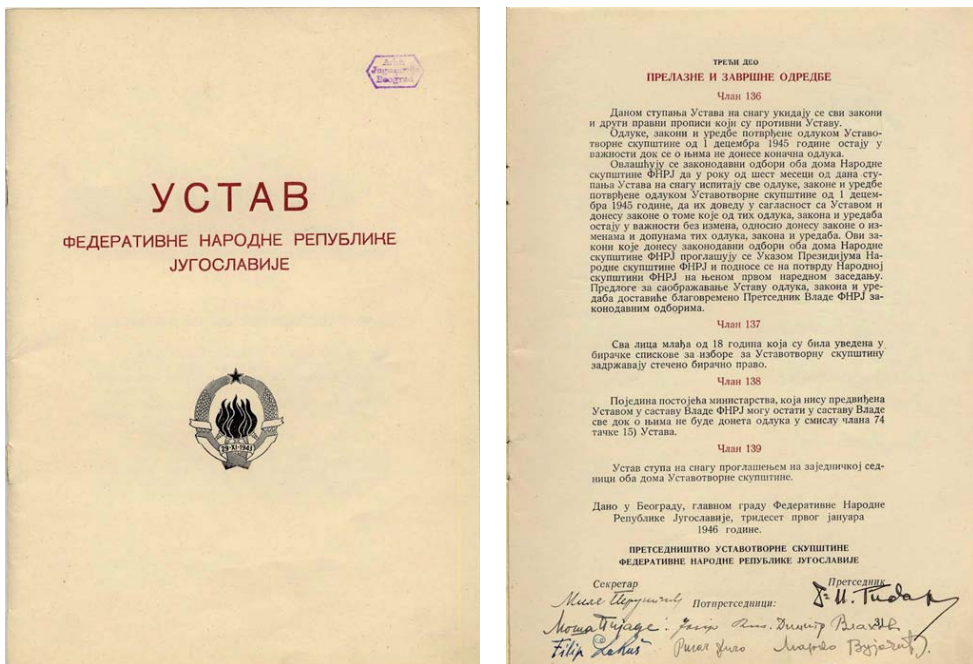 Arhiv
Jugoslavije
Beograd
УСТАВ
ФЕДЕРАТИВНЕ НАРОДНЕ РЕПУБЛИКЕ
ЈУГОСЛАВИЈЕ
29·XI·1943
ТРЕЋИ ДЕО
ПРЕЛАЗНЕ И ЗАВРШНЕ ОДРЕДБЕ
Члан 136
Даном ступања Устава на снагу укидају се сви закони
и други правни прописи који су противни Уставу.
Одлуке, закони и уредбе потврђене одлуком Уставо-
творне скупштине од 1 децембра 1945 године остају у
важности док се о њима не донесе коначна одлука.
Овлашћују се законодавни одбори оба дома Народне
скупштине ФНРЈ да у року од шест месеци од дана сту-
пања Устава на снагу испитају све одлуке, законе и уредбе
потврђене одлуком Уставотворне скупштине од 1 децем-
бра 1945 године, да их доведу у сагласност са Уставом и
донесу законе о томе које од тих одлука, закона и уредаба
остају у важности без измена, односно донесу законе о из-
менама и допунама тих одлука, закона и уредаба. Ови за-
кони које донесу законодавни одбори оба дома Народне
скупштине ФНРЈ проглашују се Указом Президијума На-
родне скупштине ФНРЈ и подносе се на потврду Народној
скупштини ФНРЈ на њеном првом наредном заседању.
Предлоге за саображавање Уставу одлука, закона и уре-
даба доставиће благовремено Претседник Владе ФНРЈ за-
конодавним одборима.
Члан 137
Сва лица млађа од 18 година која су била уведена у
бирачке спискове за изборе за Уставотворну скупштину
задржавају стечено бирачно право.
Члан 138
Поједина постојећа министарства, која нису предвиђена
Уставом у саставу Владе ФНРЈ могу остати у саставу Владе
све док о њима не буде донета одлука у смислу члана 74
тачке 15) Устава.
Члан 139
Устав ступа на снагу проглашењем на заједничкој сед-
ници оба дома Уставотворне скупштине.
Дано у Београду, главном граду Федеративне Народне
Републике Југославије, тридесет првог јануара
1946 године.
ПРЕТСЕДНИШТВО УСТАВОТВОРНЕ СКУПШТИНЕ
ФЕДЕРАТИВНЕ НАРОДНЕ РЕПУБЛИКЕ ЈУГОСЛАВИЈЕ
Секретар Претседник
Миле Перуничић Потпретседници:
Моша Пијаде Josip Димитр Влахов
Filip Марко Вујачић